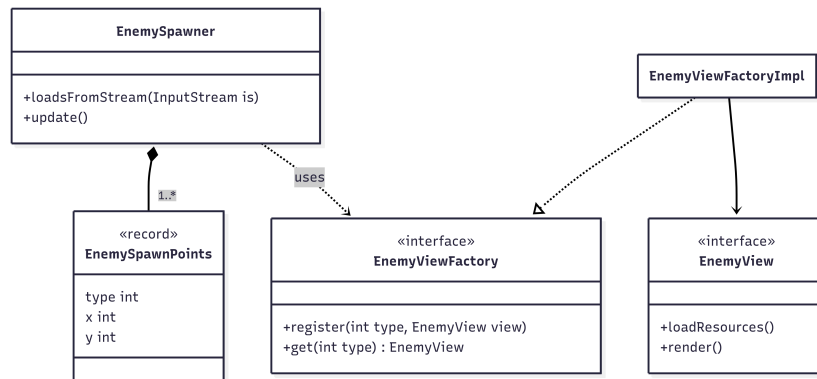 EnemySpawner
+loadsFromStream(InputStream is)
+update()
EnemyViewFactoryImpl
uses
1..*
«record»
EnemySpawnPoints
type int
x int
y int
«interface»
EnemyViewFactory
+register(int type, EnemyView view)
+get(int type) : EnemyView
«interface»
EnemyView
+loadResources()
+render()